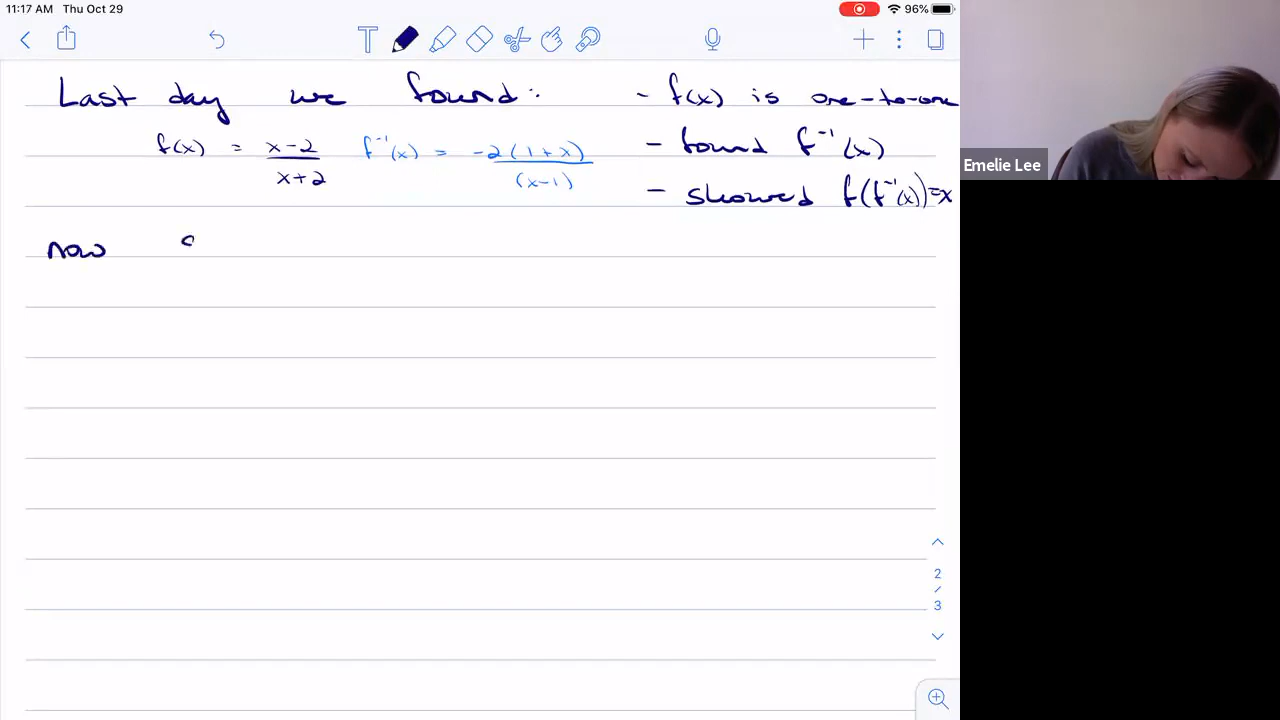 11:17 AM Thu Oct 29
96%
Last day we found: - f(x) is one-to-one
f(x) = x-2 / x+2 f⁻¹(x) = -2(1+x) / (x-1)
- found f⁻¹(x)
- showed f(f⁻¹(x))=x
now
T
2
/
3
Emelie Lee